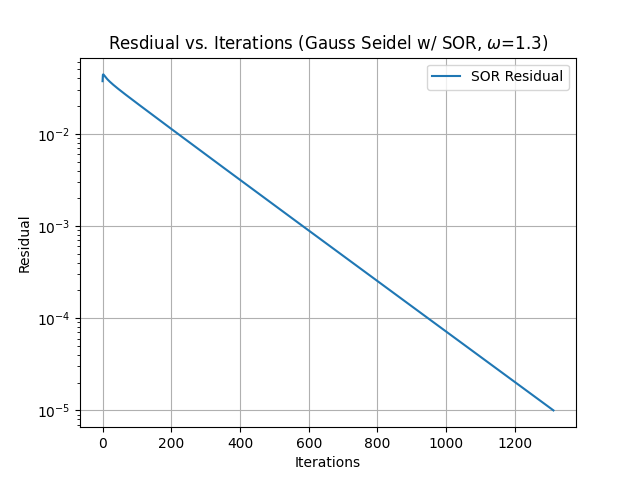 Resdiual vs. Iterations (Gauss Seidel w/ SOR, ω=1.3)
SOR Residual
10⁻²
10⁻³
10⁻⁴
10⁻⁵
Residual
0 200 400 600 800 1000 1200
Iterations